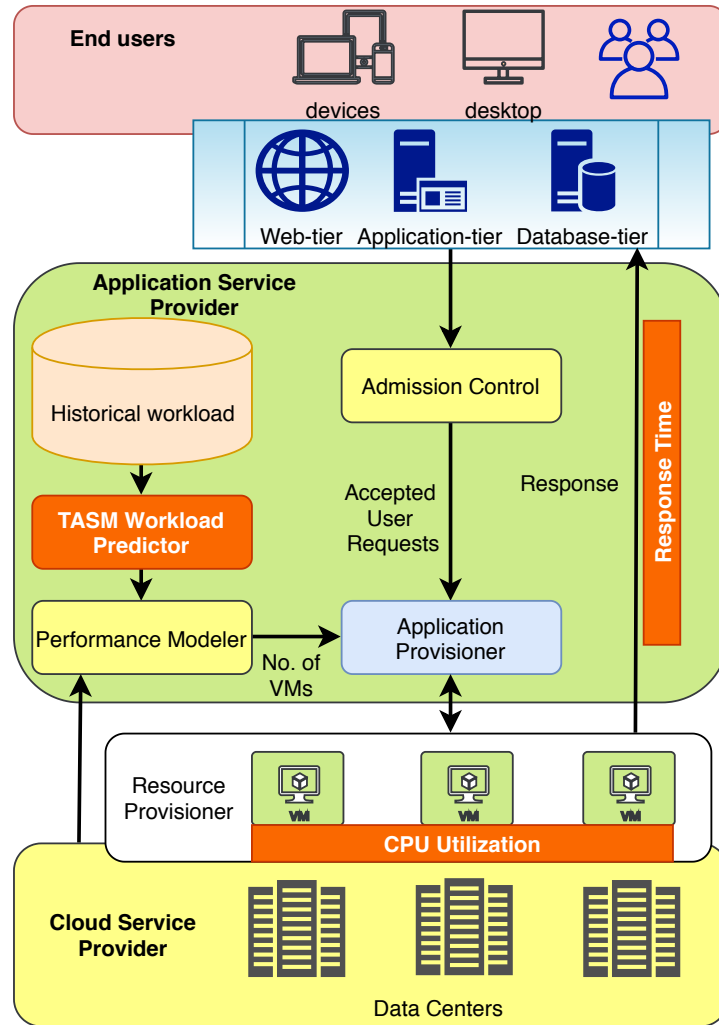 End users
devices
desktop
Web-tier
Application-tier
Database-tier
Application Service
Provider
Historical workload
Admission Control
TASM Workload
Predictor
Accepted
User
Requests
Response
Response Time
Performance Modeler
No. of
VMs
Application
Provisioner
Resource
Provisioner
VM
VM
VM
CPU Utilization
Cloud Service
Provider
Data Centers